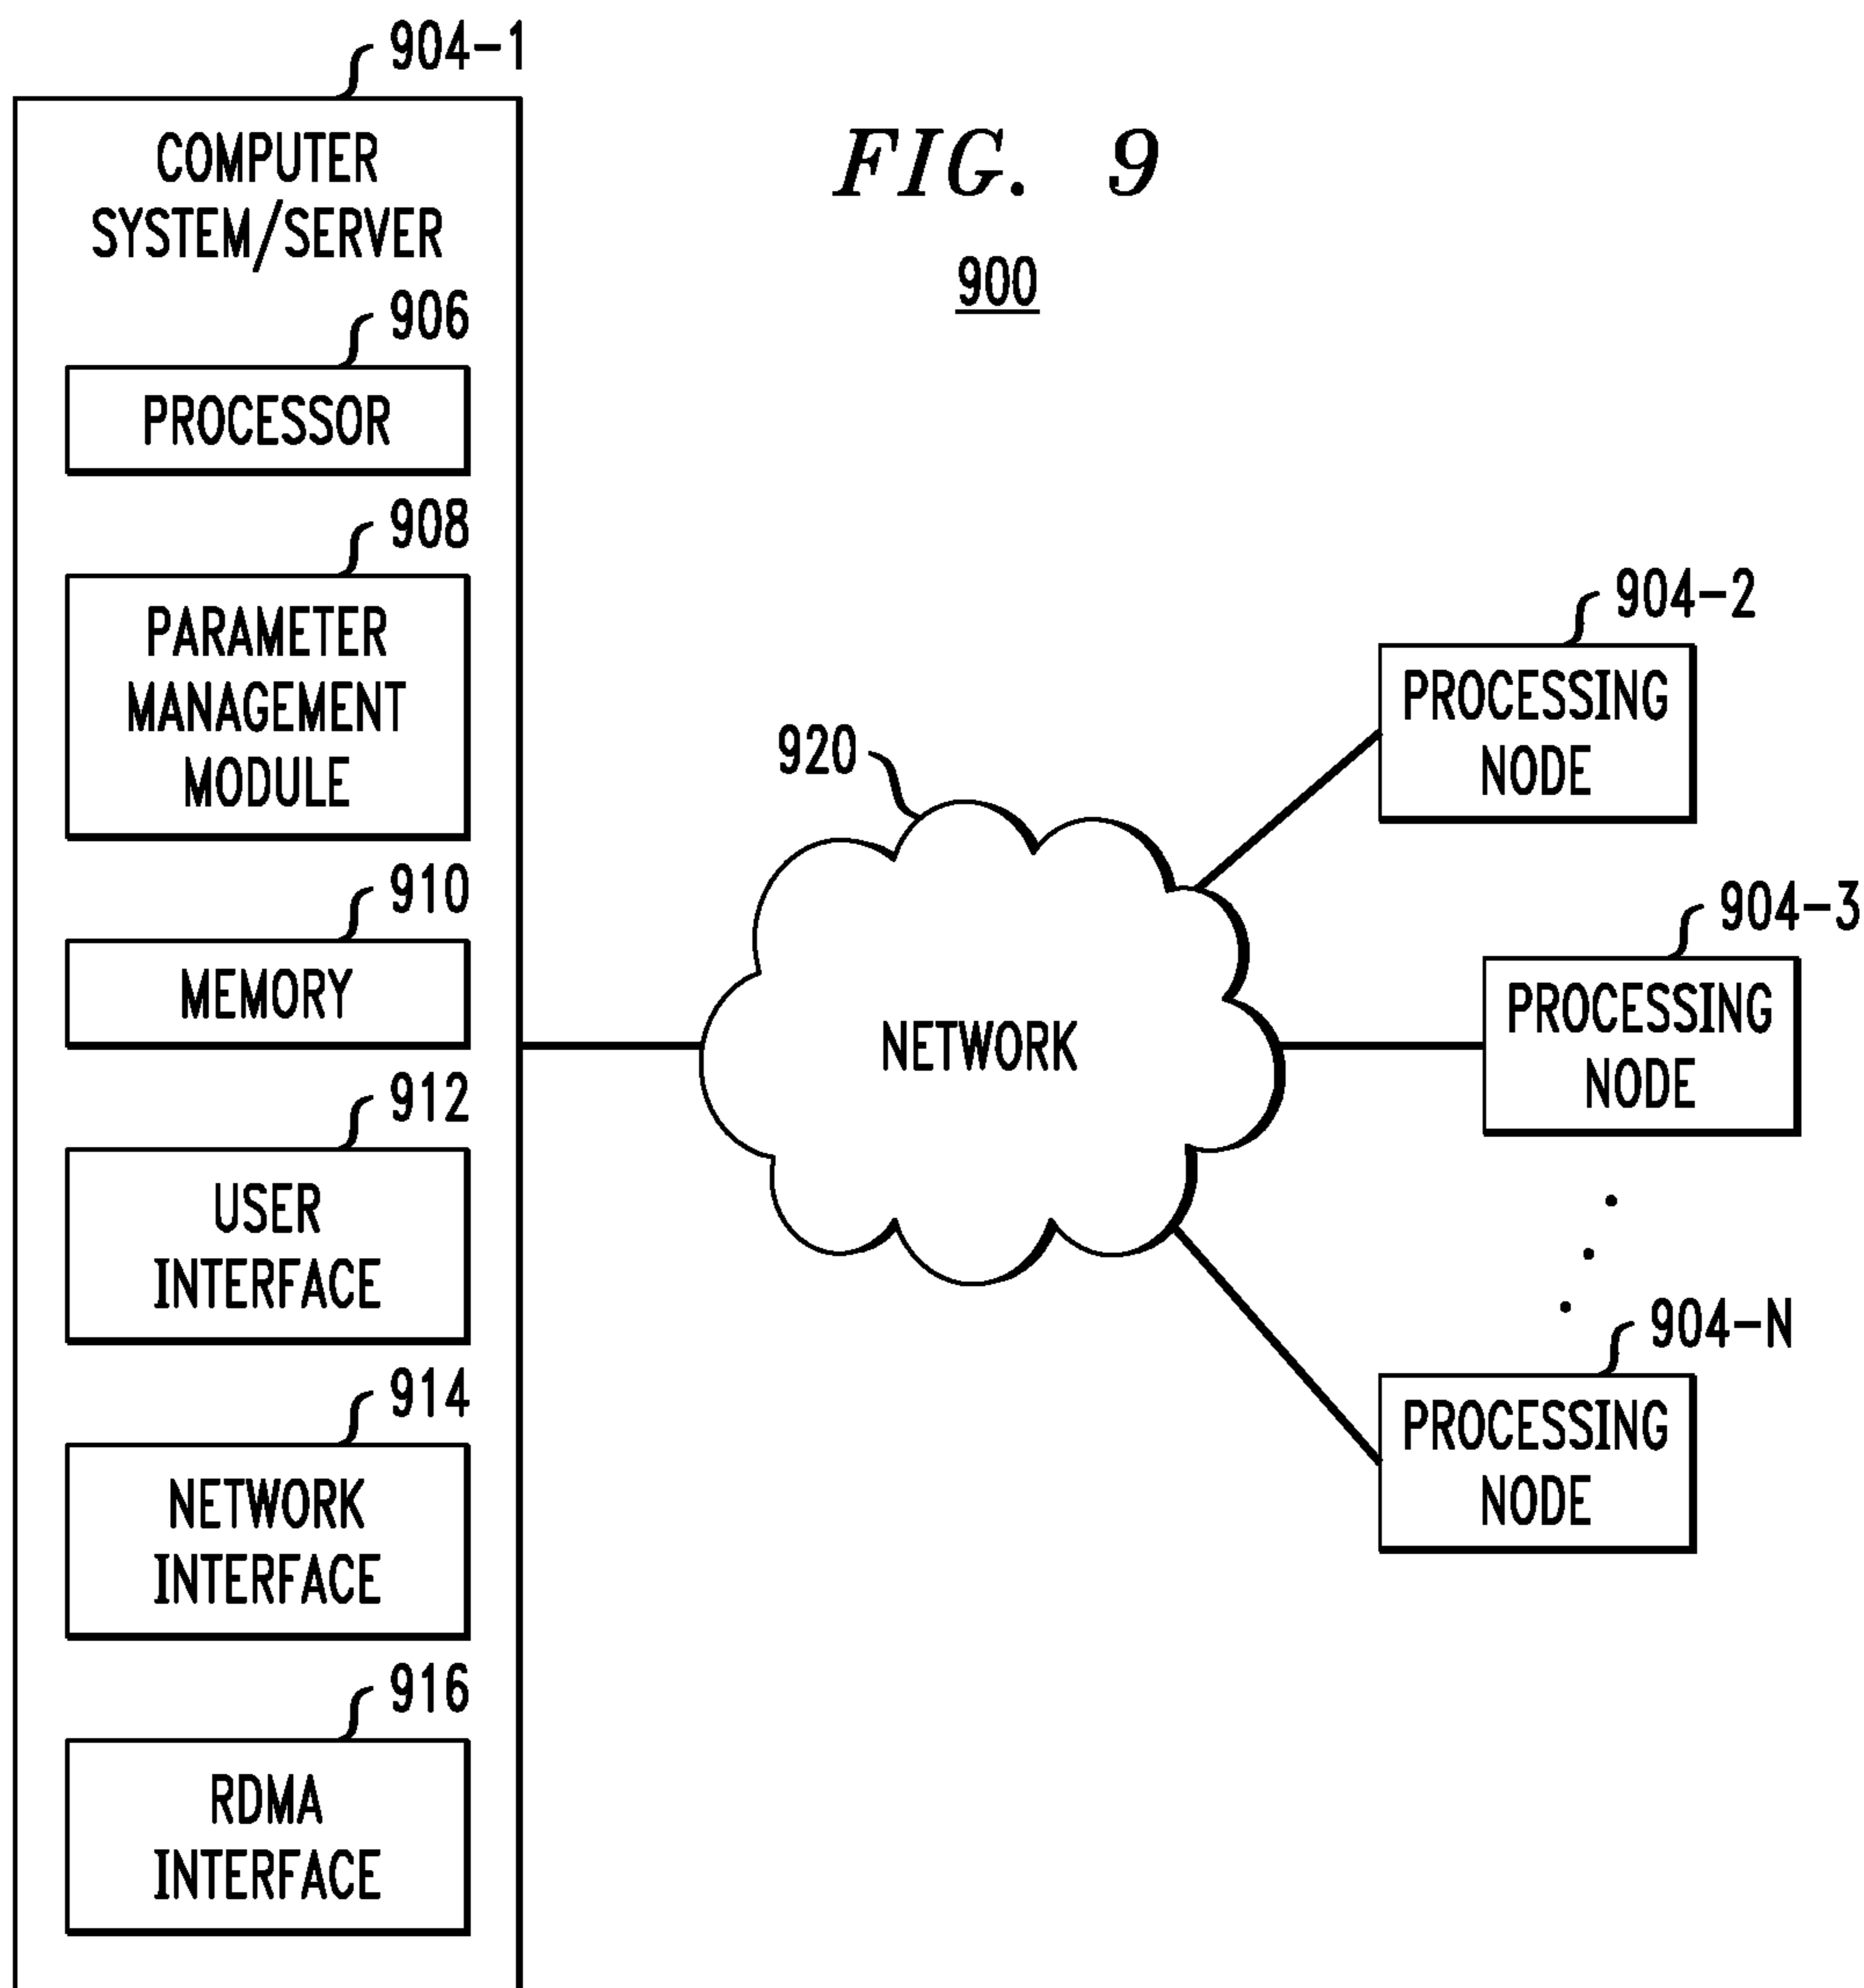 904-1
COMPUTER
SYSTEM/SERVER
906
PROCESSOR
908
PARAMETER
MANAGEMENT
MODULE
910
MEMORY
912
USER
INTERFACE
914
NETWORK
INTERFACE
916
RDMA
INTERFACE
FIG. 9
900
920
NETWORK
904-2
PROCESSING
NODE
904-3
PROCESSING
NODE
904-N
PROCESSING
NODE